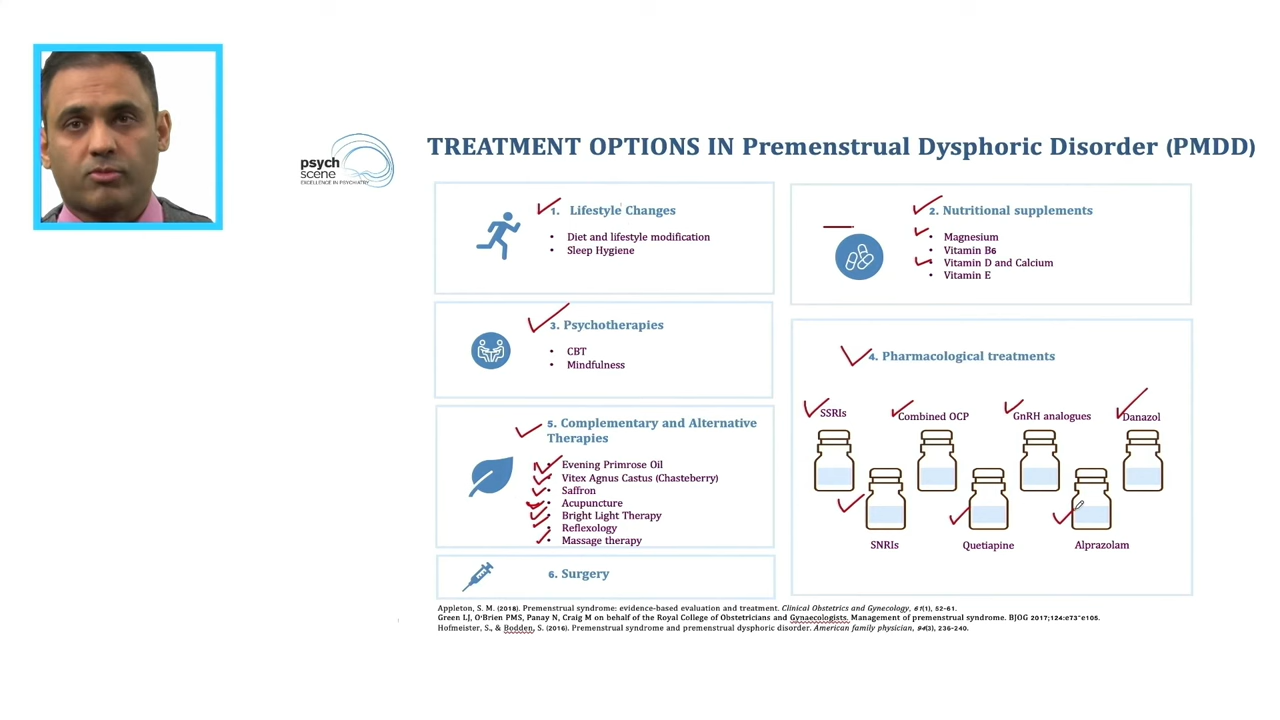 psych
scene
EXCELLENCE IN PSYCHIATRY
TREATMENT OPTIONS IN Premenstrual Dysphoric Disorder (PMDD)
1. Lifestyle Changes
• Diet and lifestyle modification
• Sleep Hygiene
2. Nutritional supplements
• Magnesium
• Vitamin B6
• Vitamin D and Calcium
• Vitamin E
3. Psychotherapies
• CBT
• Mindfulness
4. Pharmacological treatments
SSRIs
Combined OCP
GnRH analogues
Danazol
SNRIs
Quetiapine
Alprazolam
5. Complementary and Alternative
Therapies
• Evening Primrose Oil
• Vitex Agnus Castus (Chasteberry)
• Saffron
• Acupuncture
• Bright Light Therapy
• Reflexology
• Massage therapy
6. Surgery
Appleton, S. M. (2018). Premenstrual syndrome: evidence-based evaluation and treatment. Clinical Obstetrics and Gynecology, 61(1), 52-61.
Green LJ, O'Brien PMS, Panay N, Craig M on behalf of the Royal College of Obstetricians and Gynaecologists. Management of premenstrual syndrome. BJOG 2017;124:e73–e105.
Hofmeister, S., & Bodden, S. (2016). Premenstrual syndrome and premenstrual dysphoric disorder. American family physician, 94(3), 236-240.